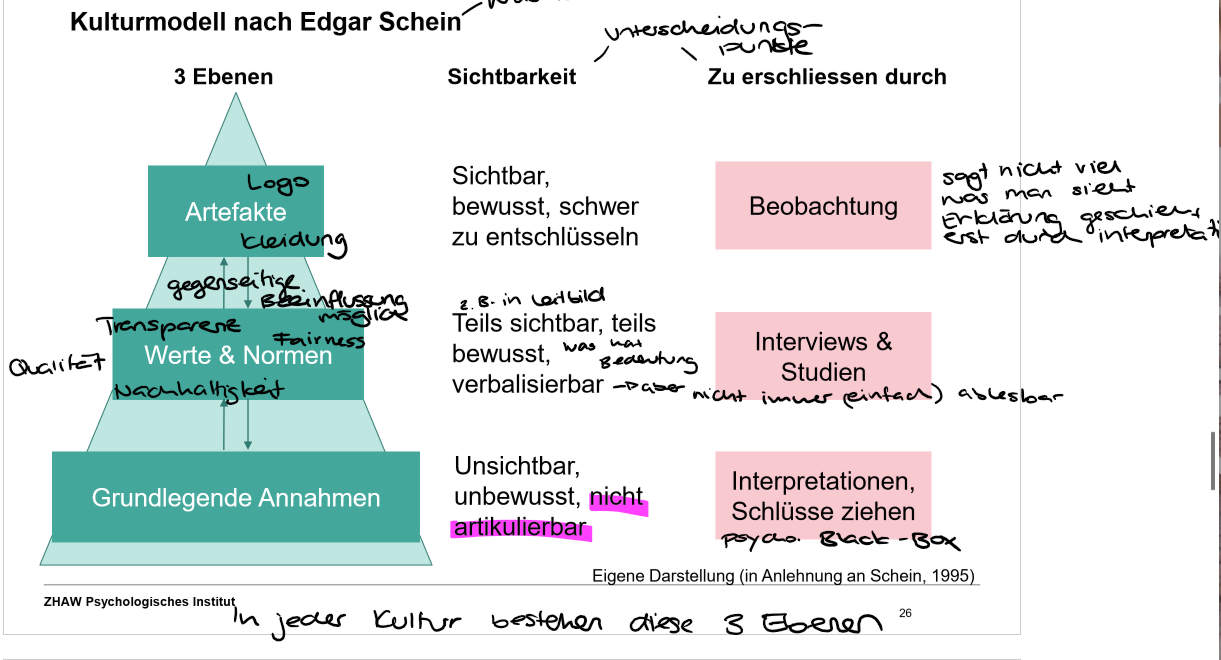 Kulturmodell nach Edgar Schein
unterscheidungs-
punkte
3 Ebenen
Sichtbarkeit
Zu erschliessen durch
Logo
Artefakte
Kleidung
Sichtbar,
bewusst, schwer
zu entschlüsseln
Beobachtung
sagt nicht viel
was man sieht
Erklärung geschieht
erst durch
gegenseitige
Beeinflussung
möglich
Transparenz
Fairness
Qualität
Werte & Normen
Nachhaltigkeit
z.B. in Leitbild
Teils sichtbar, teils
bewusst, was hat
Bedeutung
verbalisierbar → aber nicht immer (einfach) ablesbar
Interviews &
Studien
Grundlegende Annahmen
Unsichtbar,
unbewusst, nicht
artikulierbar
Interpretationen,
Schlüsse ziehen
psycho. Black-Box
Eigene Darstellung (in Anlehnung an Schein, 1995)
ZHAW Psychologisches Institut
In jeder Kultur bestehen diese 3 Ebenen
26